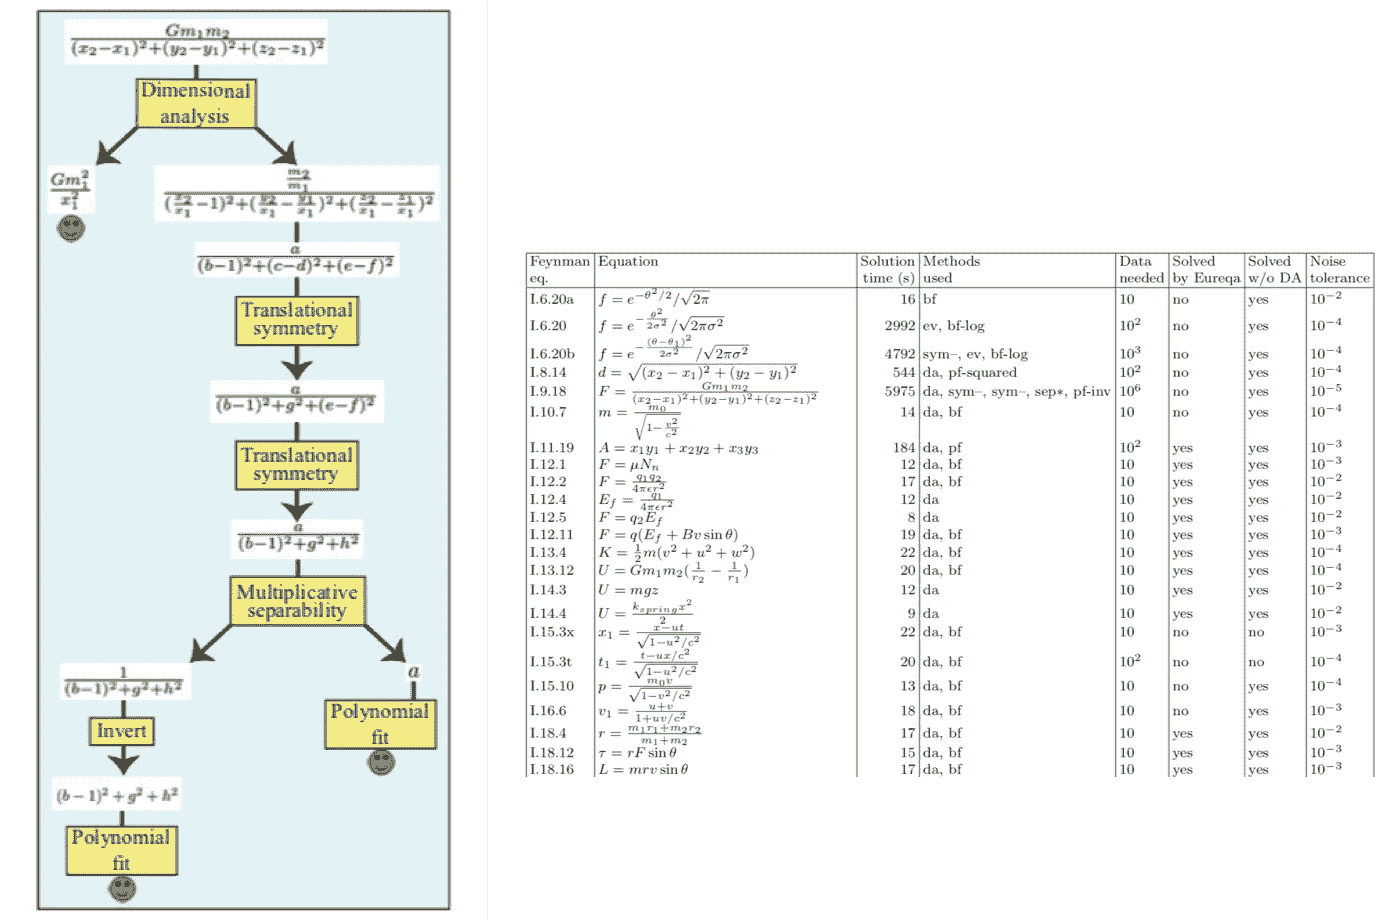 Gm₁m₂
(x₂−x₁)²+(y₂−y₁)²+(z₂−z₁)²
Dimensional
analysis
Gm₁²
x₁²
m₂
m₁
(x₂/x₁−1)²+(y₂/x₁−y₁/x₁)²+(z₂/x₁−z₁/x₁)²
a
(b−1)²+(c−d)²+(e−f)²
Translational
symmetry
a
(b−1)²+g²+(e−f)²
Translational
symmetry
a
(b−1)²+g²+h²
Multiplicative
separability
1
(b−1)²+g²+h²
a
Invert
Polynomial
fit
(b−1)²+g²+h²
Polynomial
fit
Feynman Equation Solution Methods Data Solved Solved Noise
eq. time (s) used needed by Eureqa w/o DA tolerance
I.6.20a f = e^(−θ²/2)/√(2π) 16 bf 10 no yes 10⁻²
I.6.20 f = e^(−θ²/(2σ²))/√(2πσ²) 2992 ev, bf-log 10² no yes 10⁻⁴
I.6.20b f = e^(−(θ−θ₁)²/(2σ²))/√(2πσ²) 4792 sym–, ev, bf-log 10³ no yes 10⁻⁴
I.8.14 d = √((x₂ − x₁)² + (y₂ − y₁)²) 544 da, pf-squared 10² no yes 10⁻⁴
I.9.18 F = Gm₁m₂/((x₂−x₁)²+(y₂−y₁)²+(z₂−z₁)²) 5975 da, sym–, sym–, sep∗, pf-inv 10⁶ no yes 10⁻⁵
I.10.7 m = m₀/√(1−v²/c²) 14 da, bf 10 no yes 10⁻⁴
I.11.19 A = x₁y₁ + x₂y₂ + x₃y₃ 184 da, pf 10² yes yes 10⁻³
I.12.1 F = μNₙ 12 da, bf 10 yes yes 10⁻³
I.12.2 F = q₁q₂/(4πϵr²) 17 da, bf 10 yes yes 10⁻²
I.12.4 E_f = q₁/(4πϵr²) 12 da 10 yes yes 10⁻²
I.12.5 F = q₂E_f 8 da 10 yes yes 10⁻²
I.12.11 F = q(E_f + Bv sin θ) 19 da, bf 10 yes yes 10⁻³
I.13.4 K = ½m(v² + u² + w²) 22 da, bf 10 yes yes 10⁻⁴
I.13.12 U = Gm₁m₂(1/r₂ − 1/r₁) 20 da, bf 10 yes yes 10⁻⁴
I.14.3 U = mgz 12 da 10 yes yes 10⁻²
I.14.4 U = k_spring x²/2 9 da 10 yes yes 10⁻²
I.15.3x x₁ = (x−ut)/√(1−u²/c²) 22 da, bf 10 no no 10⁻³
I.15.3t t₁ = (t−ux/c²)/√(1−u²/c²) 20 da, bf 10² no no 10⁻⁴
I.15.10 p = m₀v/√(1−v²/c²) 13 da, bf 10 no yes 10⁻⁴
I.16.6 v₁ = (u+v)/(1+uv/c²) 18 da, bf 10 no yes 10⁻³
I.18.4 r = (m₁r₁+m₂r₂)/(m₁+m₂) 17 da, bf 10 yes yes 10⁻²
I.18.12 τ = rF sin θ 15 da, bf 10 yes yes 10⁻³
I.18.16 L = mrv sin θ 17 da, bf 10 yes yes 10⁻³